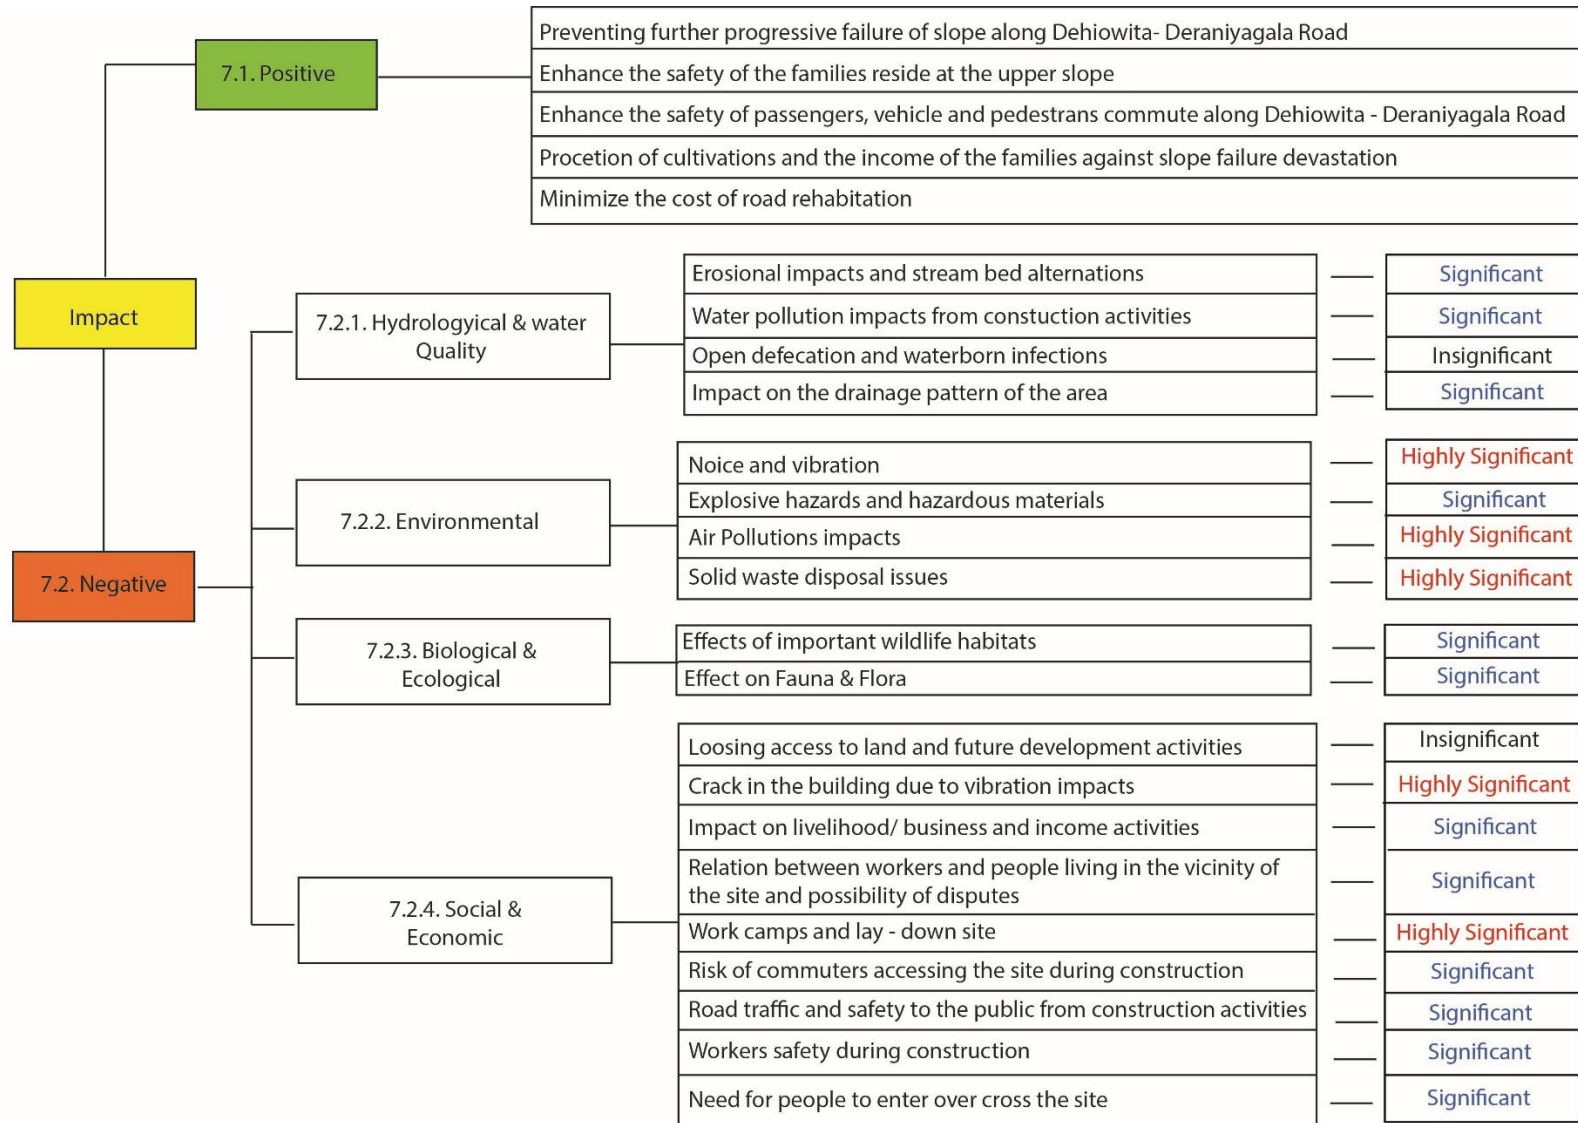 7.1. Positive
Preventing further progressive failure of slope along Dehiowita- Deraniyagala Road
Enhance the safety of the families reside at the upper slope
Enhance the safety of passengers, vehicle and pedestrans commute along Dehiowita - Deraniyagala Road
Procetion of cultivations and the income of the families against slope failure devastation
Minimize the cost of road rehabitation
Impact
7.2. Negative
7.2.1. Hydrologyical & water
Quality
Erosional impacts and stream bed alternations
Significant
Water pollution impacts from constuction activities
Significant
Open defecation and waterborn infections
Insignificant
Impact on the drainage pattern of the area
Significant
7.2.2. Environmental
Noice and vibration
Highly Significant
Explosive hazards and hazardous materials
Significant
Air Pollutions impacts
Highly Significant
Solid waste disposal issues
Highly Significant
7.2.3. Biological &
Ecological
Effects of important wildlife habitats
Significant
Effect on Fauna & Flora
Significant
7.2.4. Social &
Economic
Loosing access to land and future development activities
Insignificant
Crack in the building due to vibration impacts
Highly Significant
Impact on livelihood/ business and income activities
Significant
Relation between workers and people living in the vicinity of
the site and possibility of disputes
Significant
Work camps and lay - down site
Highly Significant
Risk of commuters accessing the site during construction
Significant
Road traffic and safety to the public from construction activities
Significant
Workers safety during construction
Significant
Need for people to enter over cross the site
Significant